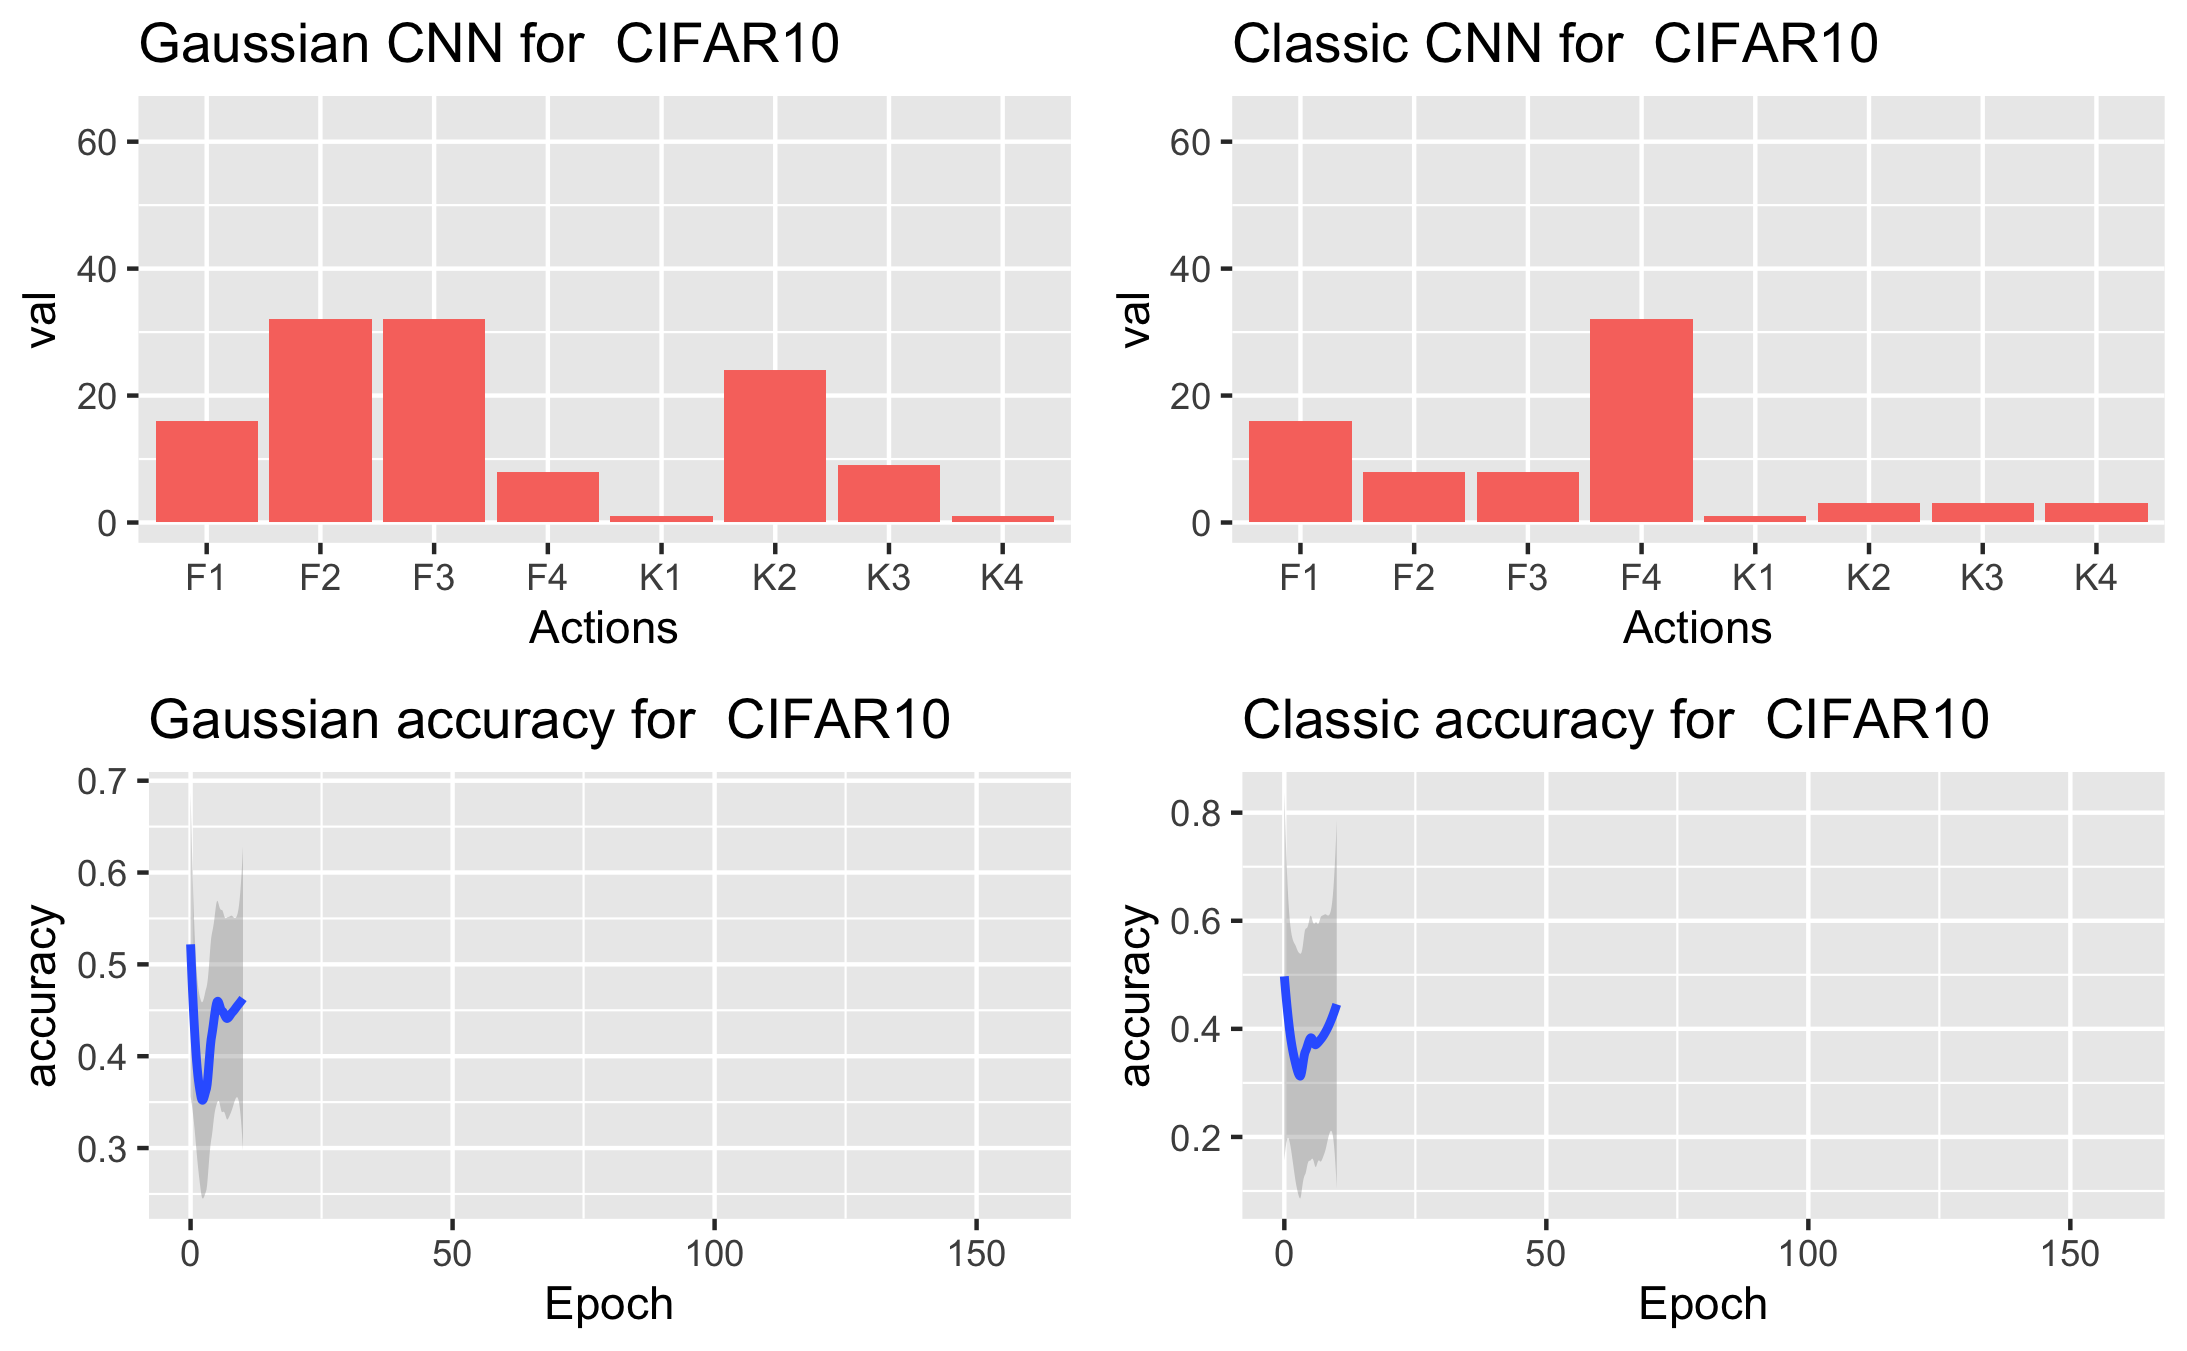 Gaussian CNN for  CIFAR10
val
60
40
20
0
F1 F2 F3 F4 K1 K2 K3 K4
Actions
Classic CNN for  CIFAR10
val
60
40
20
0
F1 F2 F3 F4 K1 K2 K3 K4
Actions
Gaussian accuracy for  CIFAR10
accuracy
0.7
0.6
0.5
0.4
0.3
0 50 100 150
Epoch
Classic accuracy for  CIFAR10
accuracy
0.8
0.6
0.4
0.2
0 50 100 150
Epoch